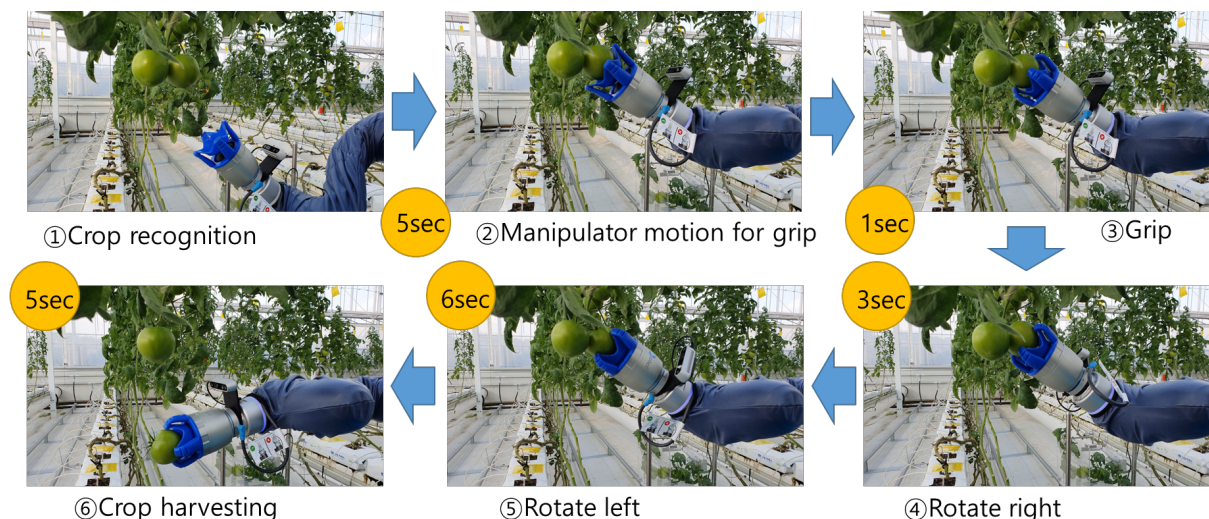 ①Crop recognition
5sec
②Manipulator motion for grip
1sec
③Grip
3sec
④Rotate right
6sec
⑤Rotate left
5sec
⑥Crop harvesting